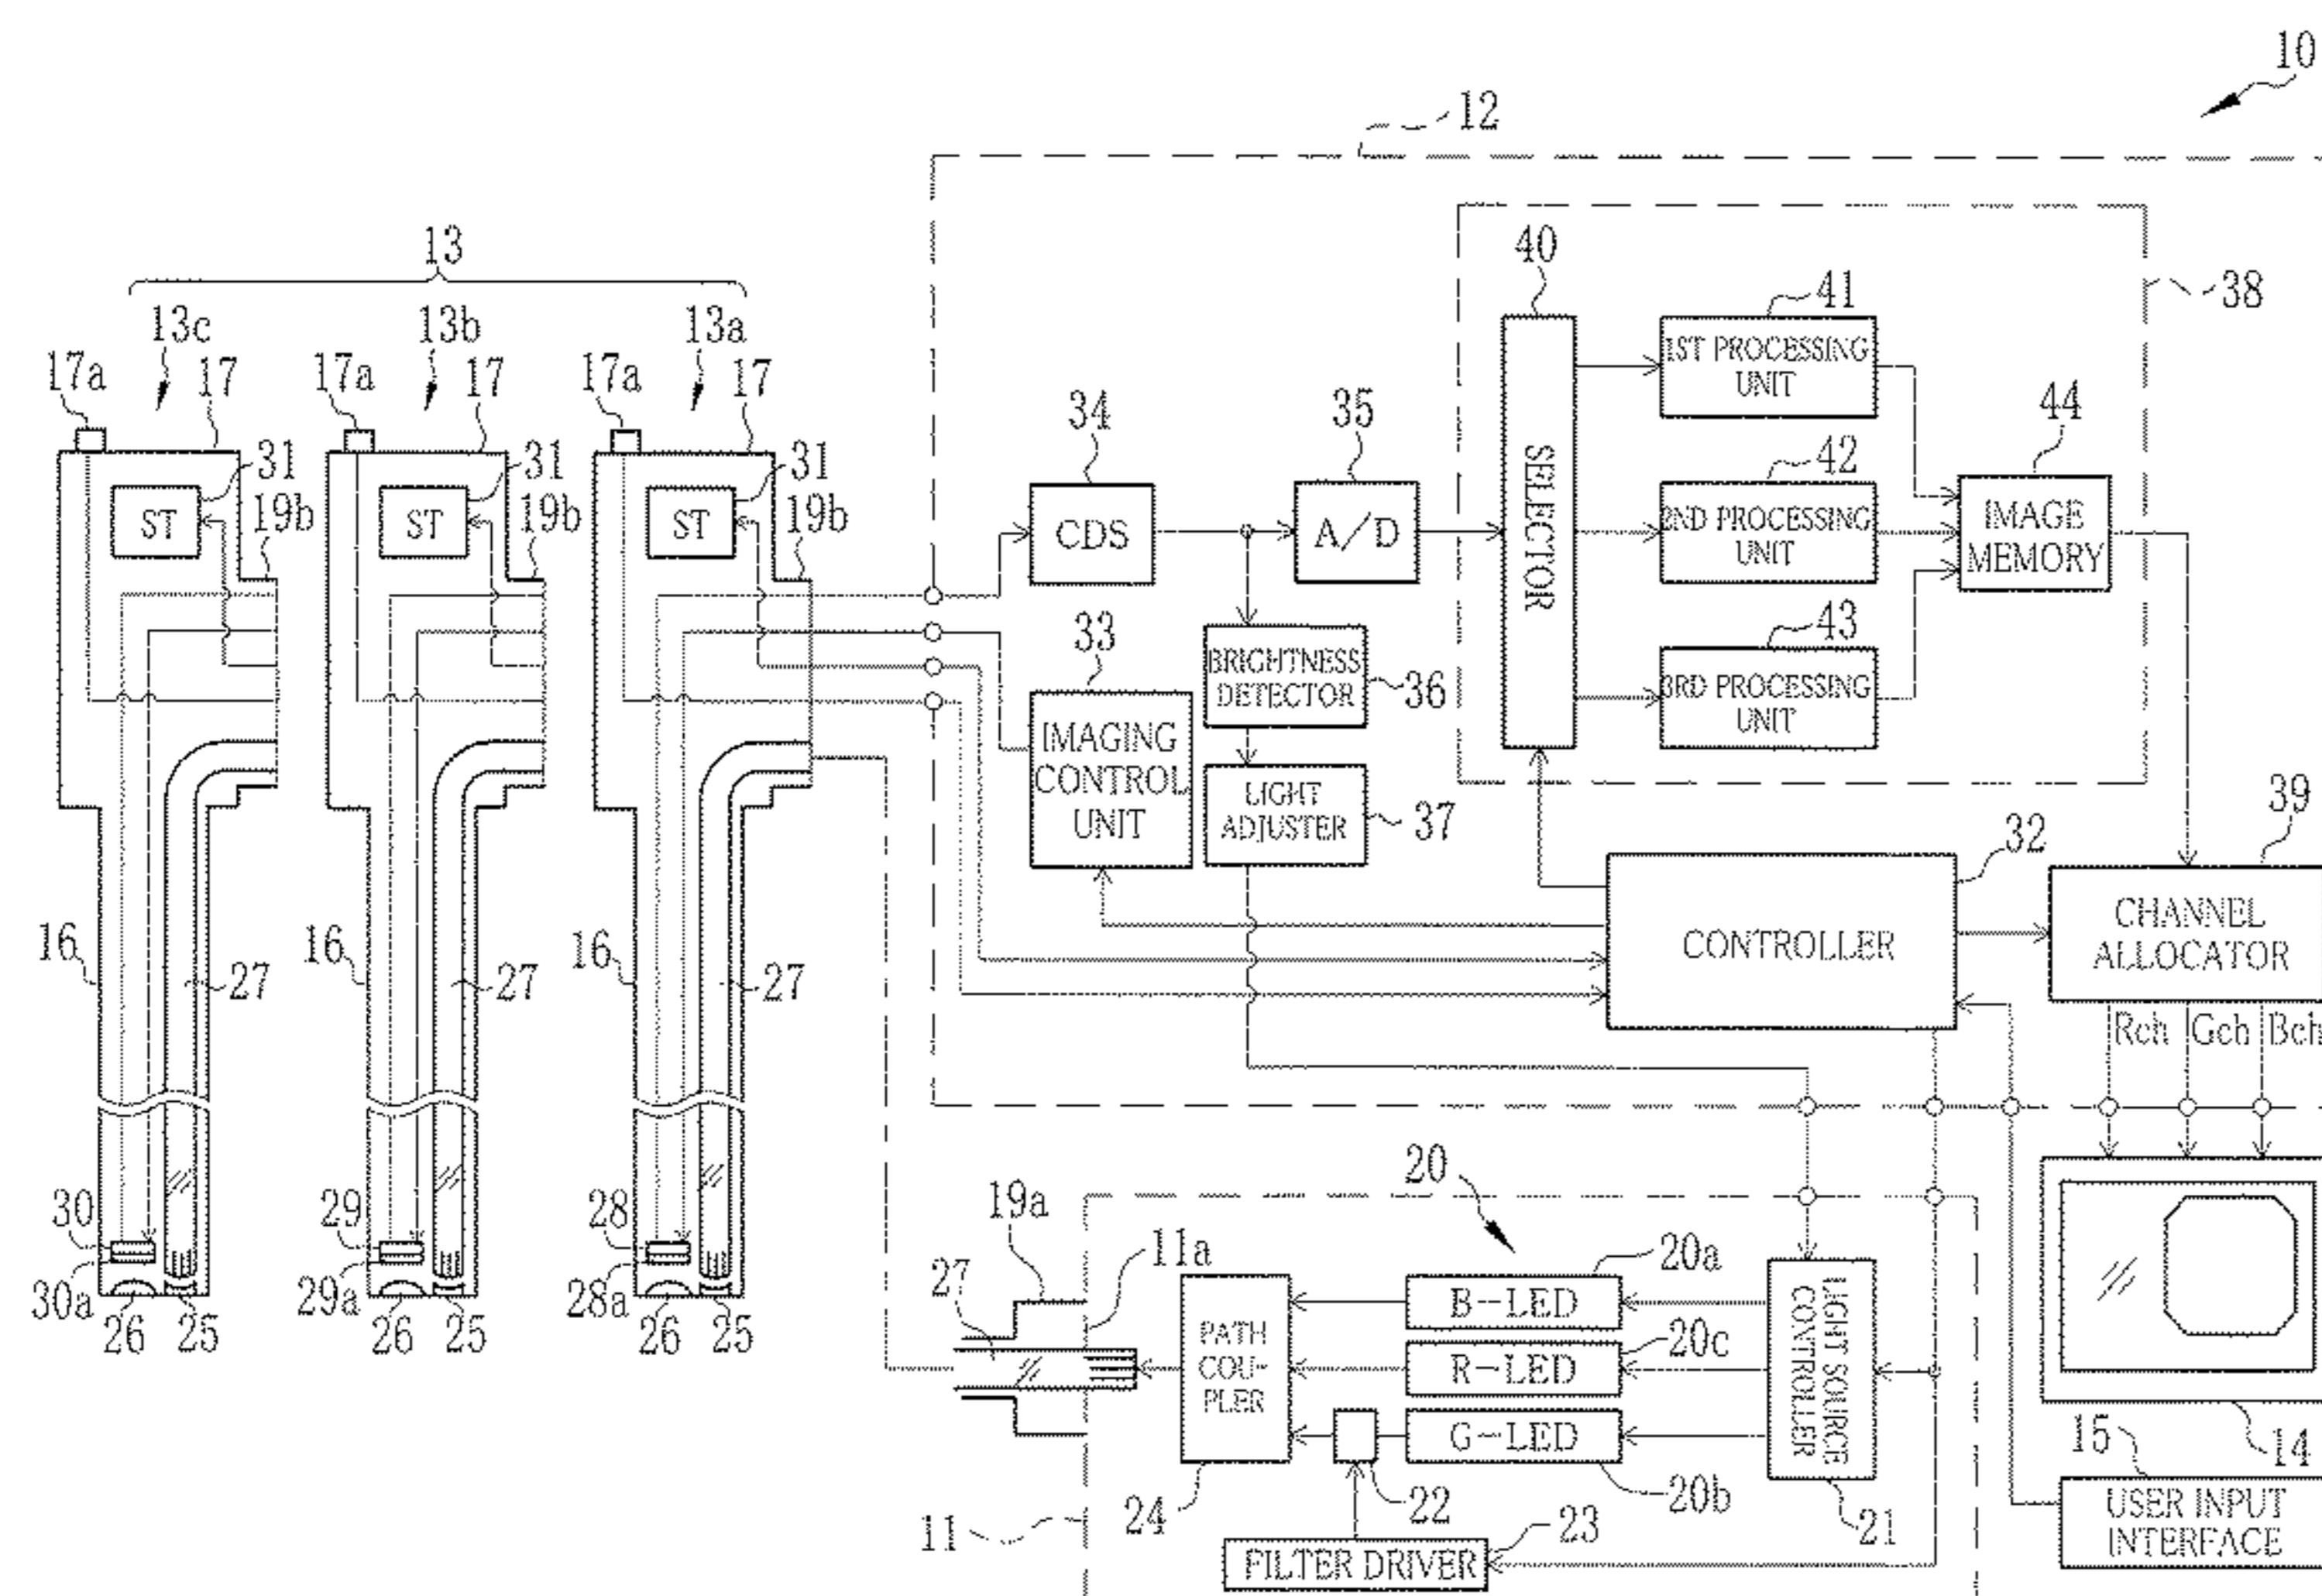 10
12
13
40
41
38
13c
13b
13a
17a
17
17a
17
17a
17
34
35
1ST PROCESSING
UNIT
44
31
31
31
42
19b
19b
19b
ST
ST
ST
CDS
A/D
SELECTOR
2ND PROCESSING
UNIT
IMAGE
MEMORY
33
43
BRIGHTNESS
DETECTOR
36
3RD PROCESSING
UNIT
IMAGING
CONTROL
UNIT
LIGHT
ADJUSTER
37
39
32
16
27
16
27
16
27
CONTROLLER
CHANNEL
ALLOCATOR
Rch
Gch
Bch
20
30
29
28
19a
11a
20a
30a
29a
28a
27
26
25
26
25
26
25
B-LED
PATH
COU-
PLER
20c
R-LED
LIGHT SOURCE
CONTROLLER
G-LED
15
14
24
22
20b
21
11
23
USER INPUT
INTERFACE
FILTER DRIVER